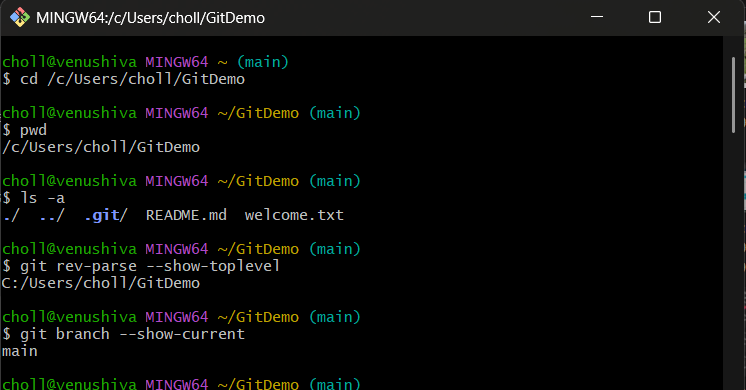 MINGW64:/c/Users/choll/GitDemo
choll@venushiva MINGW64 ~ (main)
$ cd /c/Users/choll/GitDemo
choll@venushiva MINGW64 ~/GitDemo (main)
$ pwd
/c/Users/choll/GitDemo
choll@venushiva MINGW64 ~/GitDemo (main)
$ ls -a
./  ../  .git/  README.md  welcome.txt
choll@venushiva MINGW64 ~/GitDemo (main)
$ git rev-parse --show-toplevel
C:/Users/choll/GitDemo
choll@venushiva MINGW64 ~/GitDemo (main)
$ git branch --show-current
main
choll@venushiva MINGW64 ~/GitDemo (main)